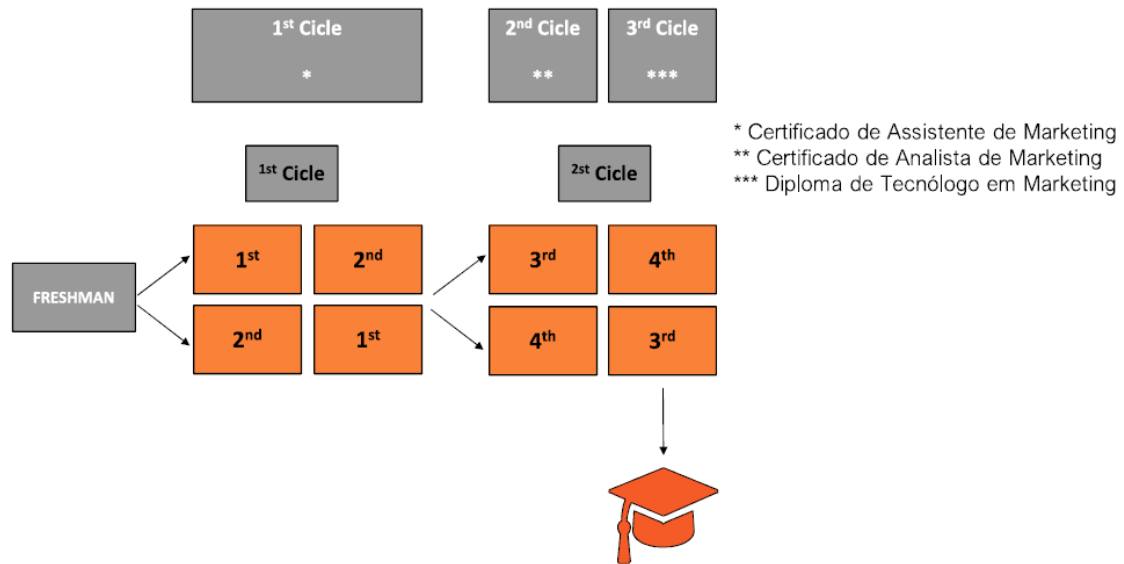 1st Cicle
*
2nd Cicle
**
3rd Cicle
***
* Certificado de Assistente de Marketing
** Certificado de Analista de Marketing
*** Diploma de Tecnólogo em Marketing
1st Cicle
2st Cicle
FRESHMAN
1st
2nd
3rd
4th
2nd
1st
4th
3rd